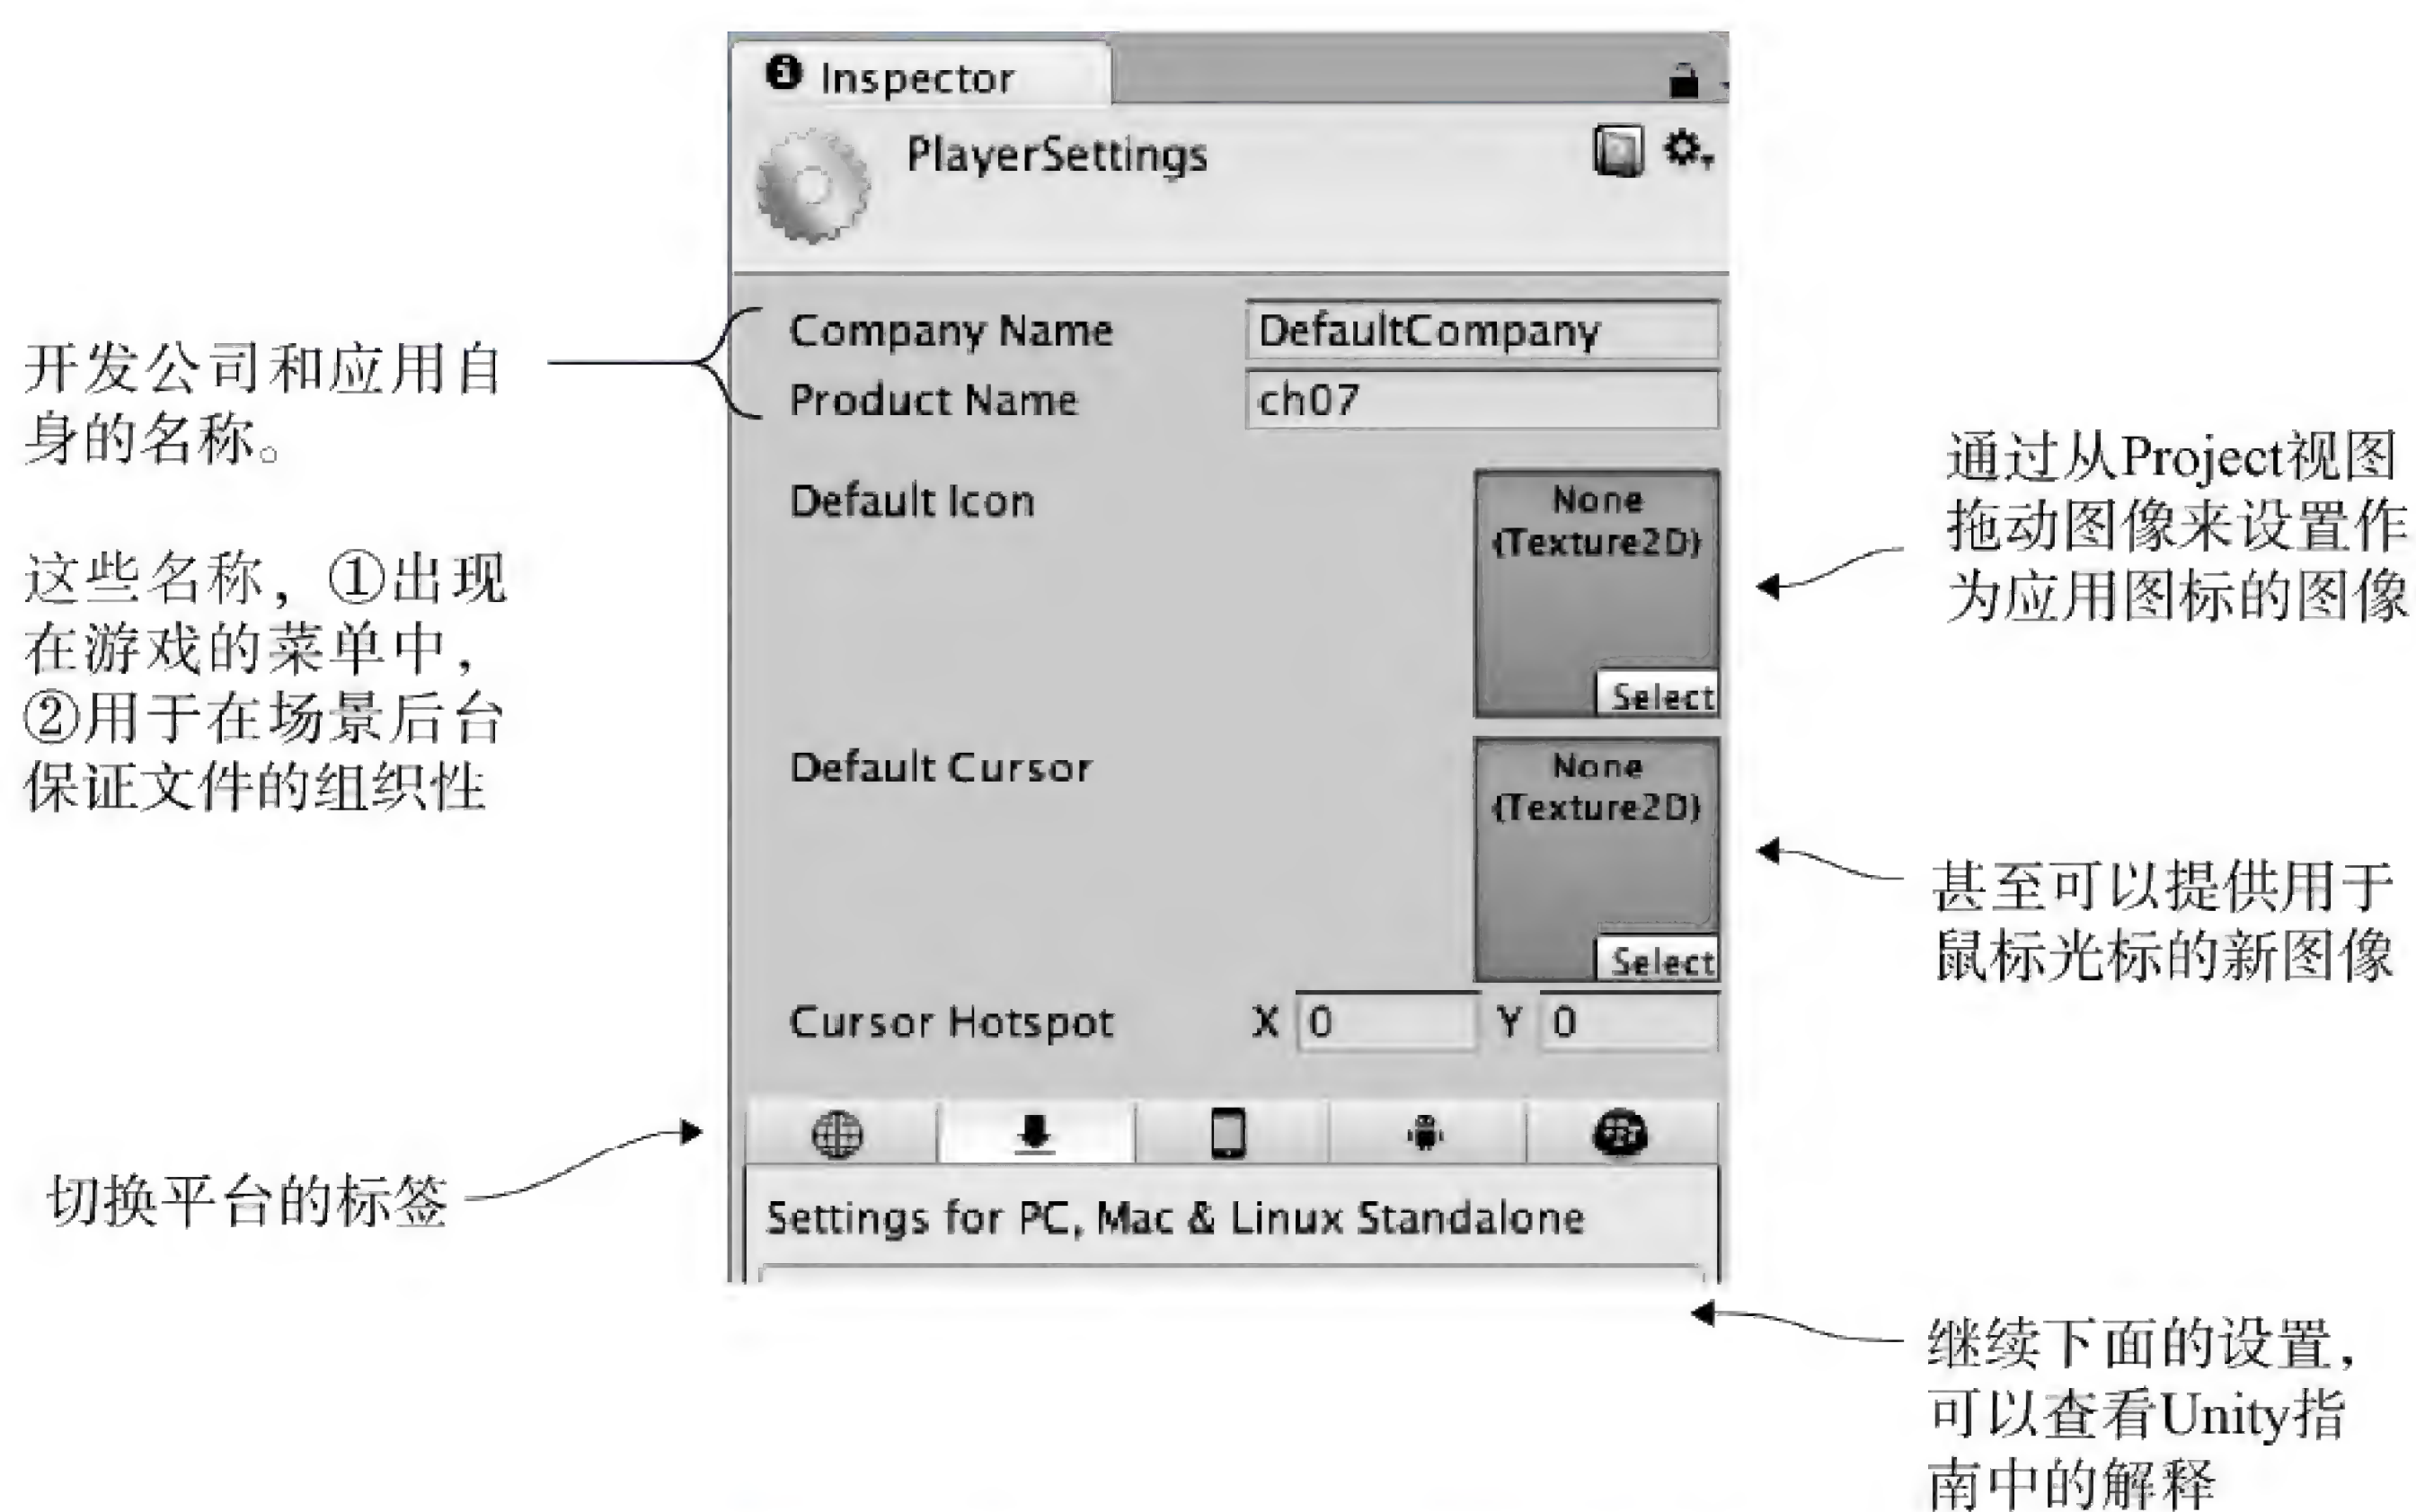 Inspector
PlayerSettings
开发公司和应用自
身的名称。
这些名称，①出现
在游戏的菜单中，
②用于在场景后台
保证文件的组织性
切换平台的标签
Company Name DefaultCompany
Product Name ch07
Default Icon
None
(Texture2D)
Select
Default Cursor
None
(Texture2D)
Select
Cursor Hotspot X 0 Y 0
Settings for PC, Mac & Linux Standalone
通过从Project视图
拖动图像来设置作
为应用图标的图像
甚至可以提供用于
鼠标光标的新图像
继续下面的设置，
可以查看Unity指
南中的解释